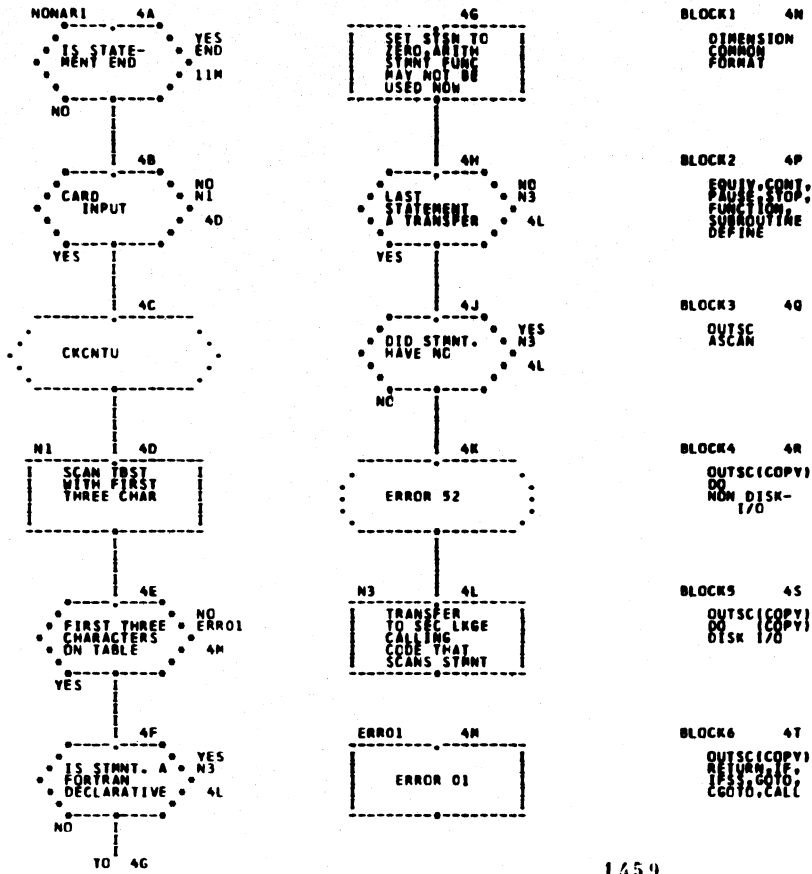 NONARI 4A
IS STATE-
MENT END
YES
END
11M
NO
4B
CARD
INPUT
NO
N1
4D
YES
4C
CKCNTU
N1 4D
SCAN TBST
WITH FIRST
THREE CHAR
4E
FIRST THREE
CHARACTERS
ON TABLE
NO
ERR01
4M
YES
4F
IS STMNT. A
FORTRAN
DECLARATIVE
YES
N3
4L
NO
TO 4G
4G
SET STSN TO
ZERO,ARITH
STMNT FUNC
MAY NOT BE
USED NOW
4H
LAST
STATEMENT
A TRANSFER
NO
N3
4L
YES
4J
DID STMNT.
HAVE NO
YES
N3
4L
NO
4K
ERROR 52
N3 4L
TRANSFER
TO SEC LKGE
CALLING
CODE THAT
SCANS STMNT
ERR01 4M
ERROR 01
BLOCK1 4N
DIMENSION
COMMON
FORMAT
BLOCK2 4P
EQUIV,CONT,
PAUSE,STOP,
FUNCTION,
SUBROUTINE
DEFINE
BLOCK3 4Q
OUTSC
ASCAN
BLOCK4 4R
OUTSC(COPY)
DO
NON DISK-
I/O
BLOCK5 4S
OUTSC(COPY)
DO (COPY)
DISK I/O
BLOCK6 4T
OUTSC(COPY)
RETURN,IF,
IFSS,GOTO,
CGOTO,CALL
1459